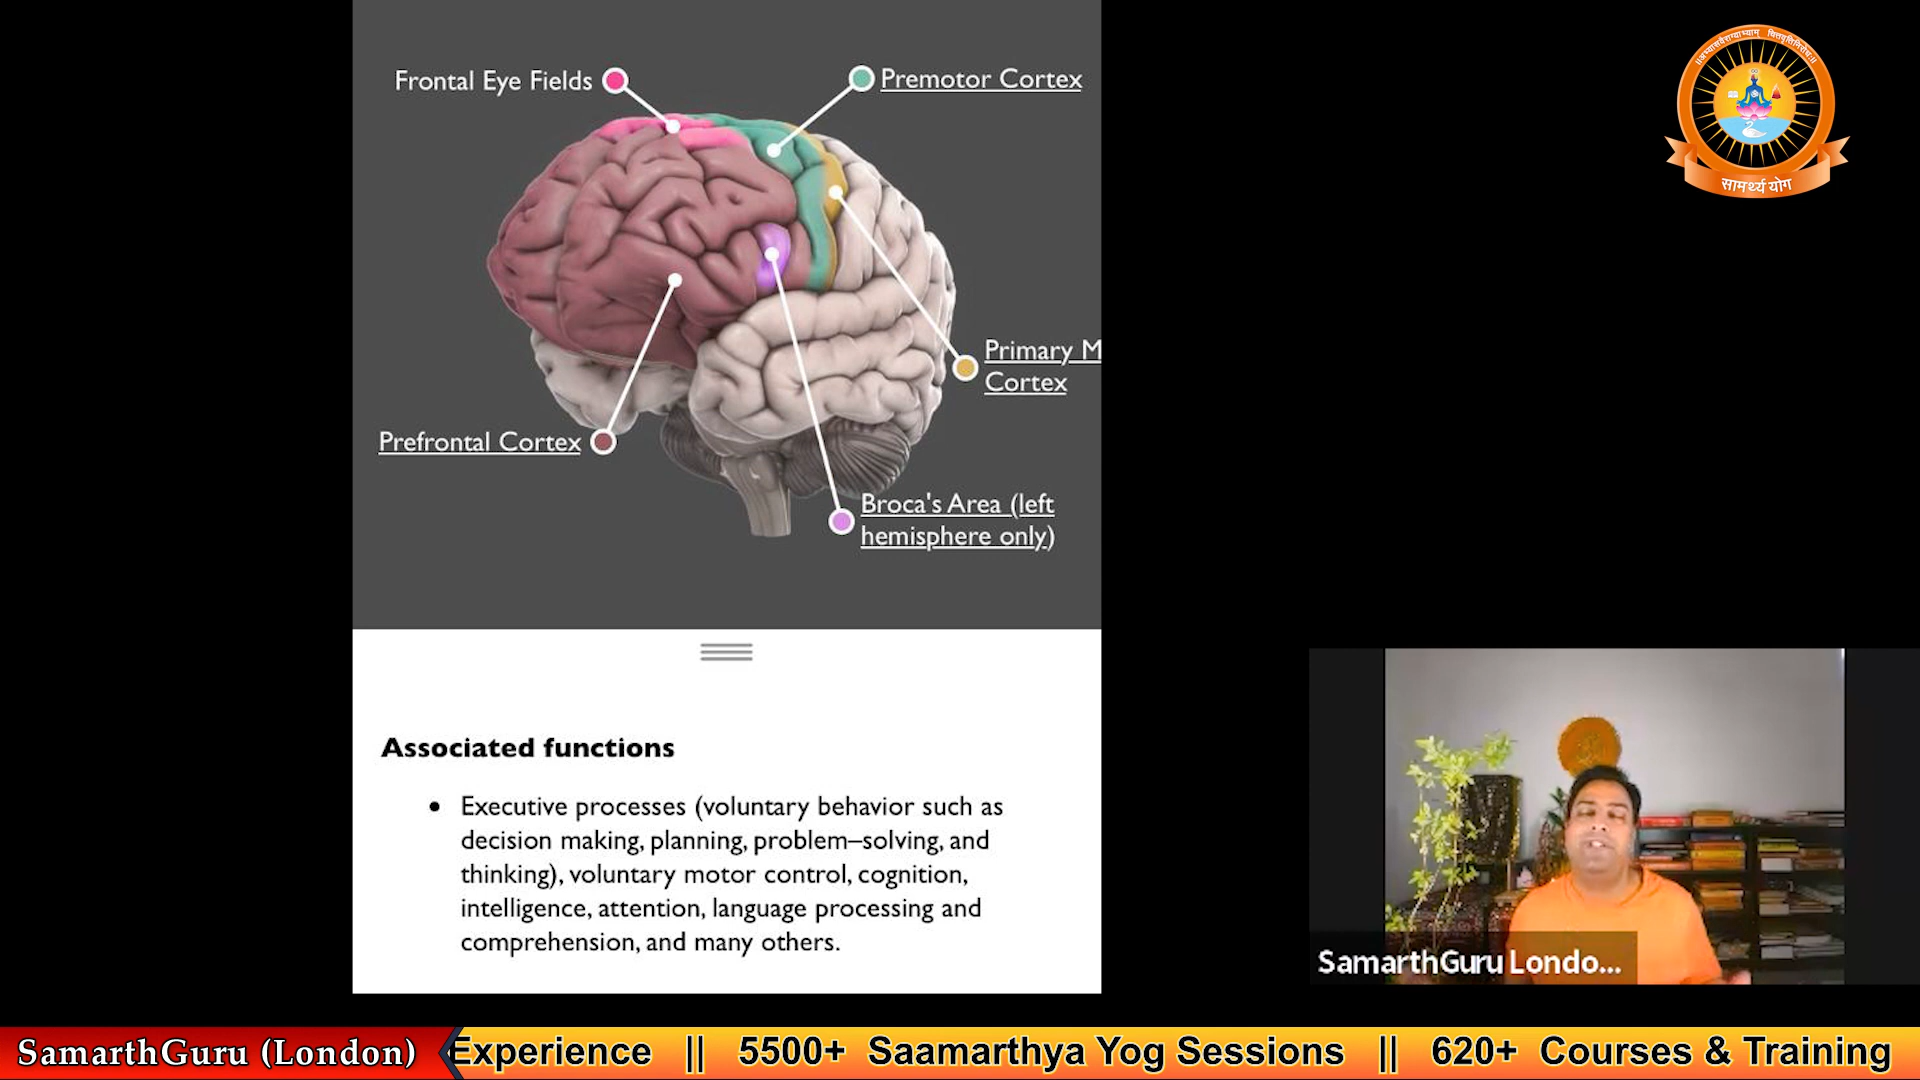 Frontal Eye Fields
Premotor Cortex
Primary M
Cortex
Prefrontal Cortex
Broca's Area (left
hemisphere only)
Associated functions
• Executive processes (voluntary behavior such as
decision making, planning, problem–solving, and
thinking), voluntary motor control, cognition,
intelligence, attention, language processing and
comprehension, and many others.
सामर्थ्य योग
SamarthGuru Londo...
SamarthGuru (London)
Experience || 5500+ Saamarthya Yog Sessions || 620+ Courses & Training